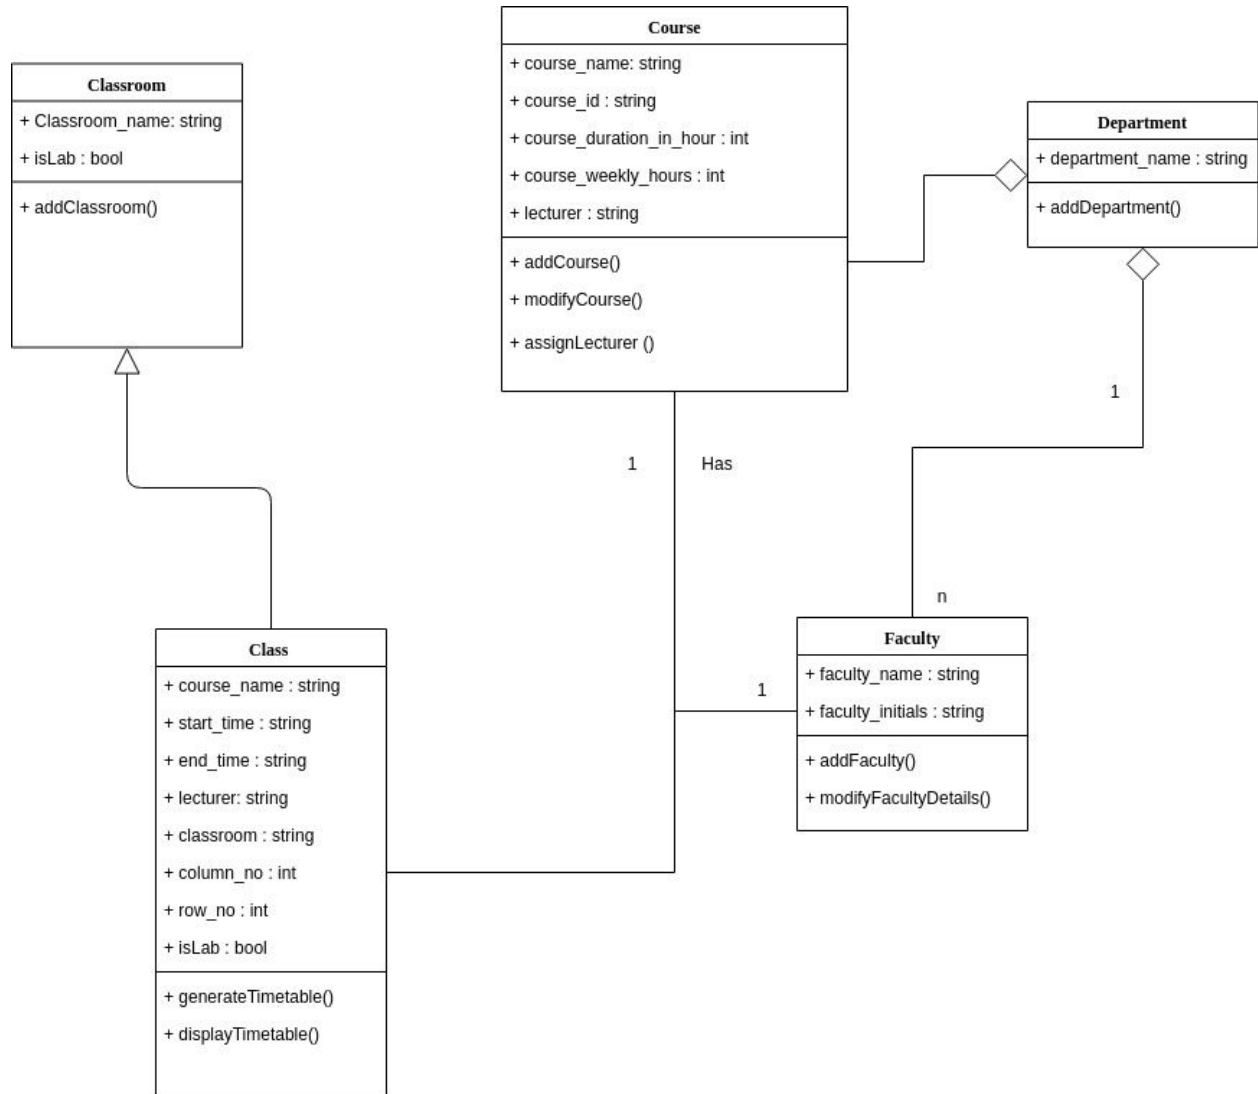 Classroom
+ Classroom_name: string
+ isLab : bool
+ addClassroom()
Course
+ course_name: string
+ course_id : string
+ course_duration_in_hour : int
+ course_weekly_hours : int
+ lecturer : string
+ addCourse()
+ modifyCourse()
+ assignLecturer ()
Department
+ department_name : string
+ addDepartment()
1
1
Has
n
Class
+ course_name : string
+ start_time : string
+ end_time : string
+ lecturer: string
+ classroom : string
+ column_no : int
+ row_no : int
+ isLab : bool
+ generateTimetable()
+ displayTimetable()
1
Faculty
+ faculty_name : string
+ faculty_initials : string
+ addFaculty()
+ modifyFacultyDetails()